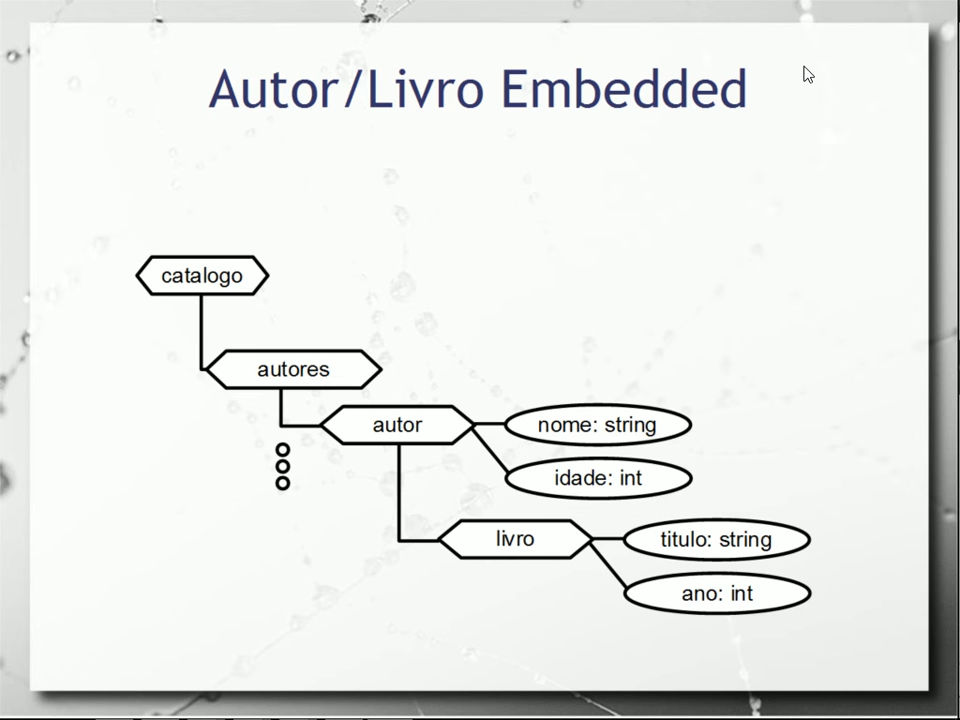 Autor/Livro Embedded
catalogo
autores
autor
nome: string
idade: int
livro
titulo: string
ano: int